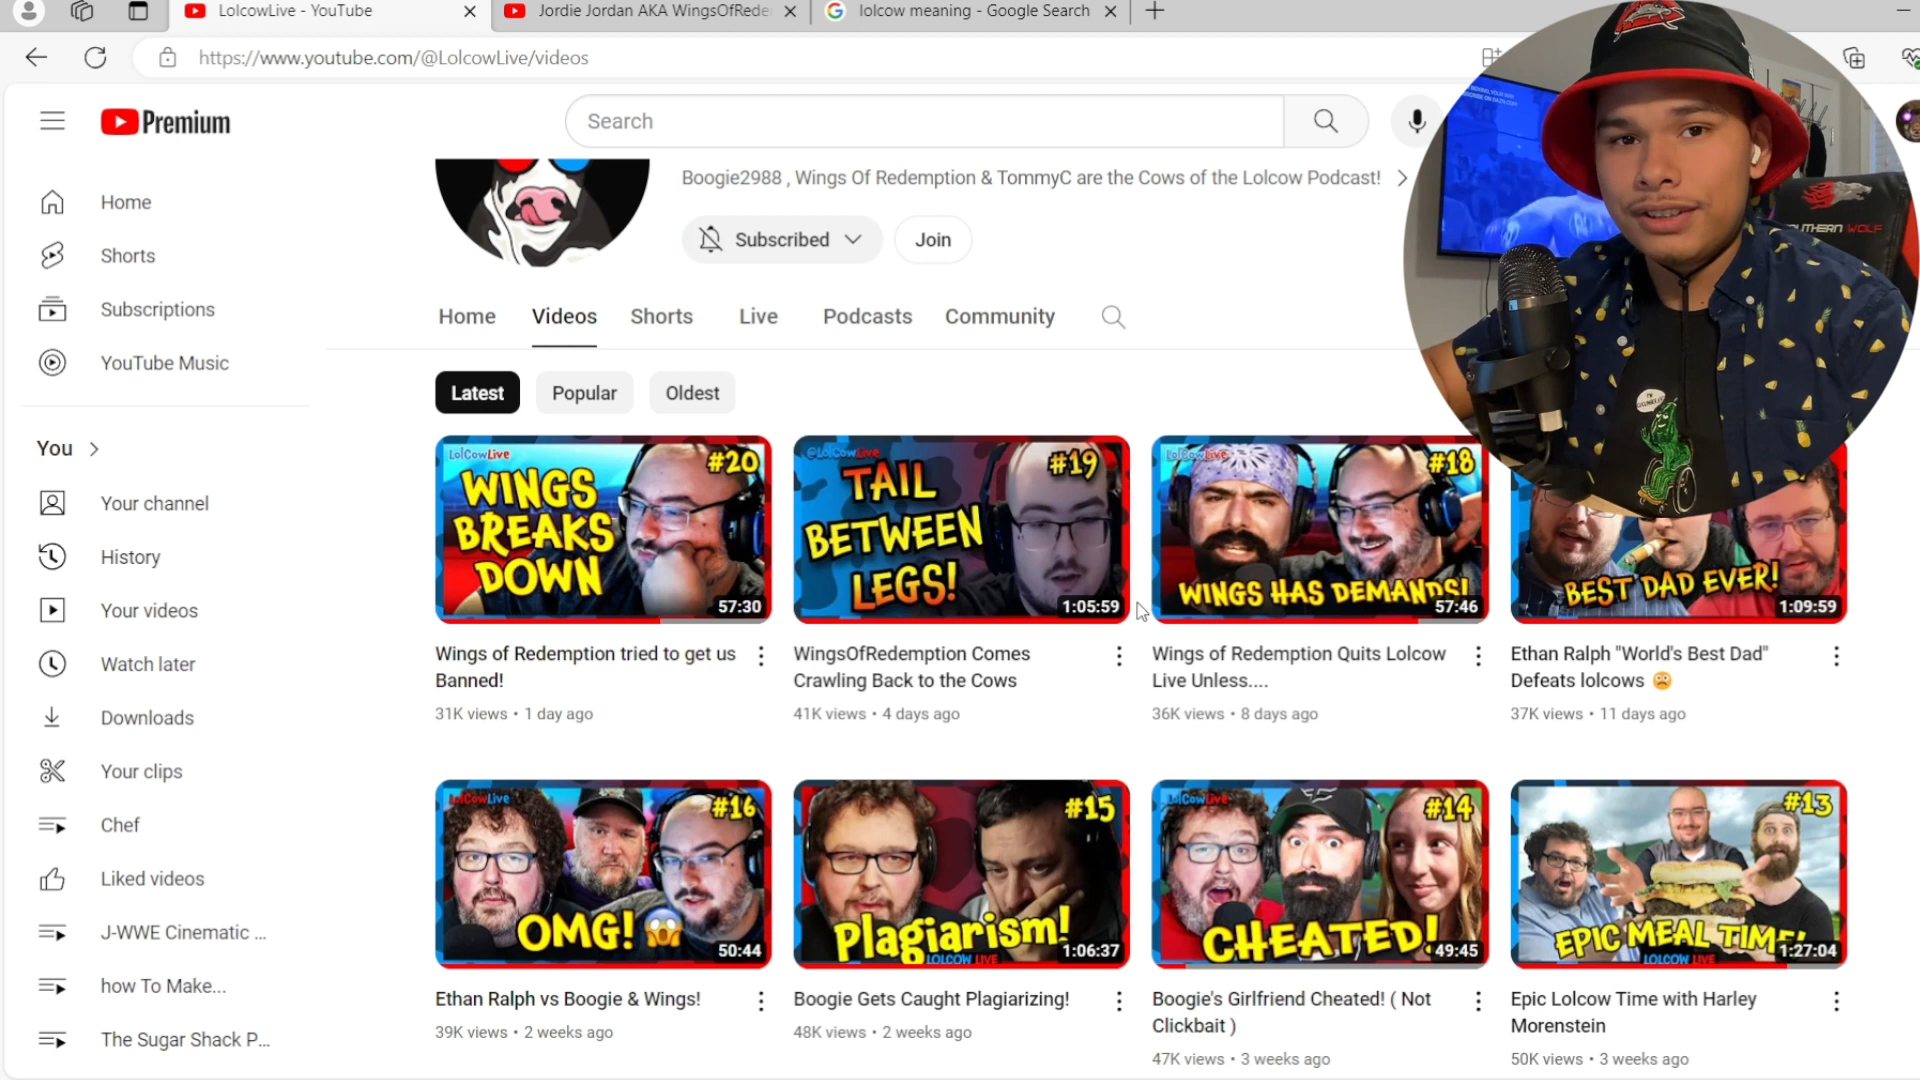 LolcowLive - YouTube
Jordie Jordan AKA WingsOfRede
lolcow meaning - Google Search
https://www.youtube.com/@LolcowLive/videos
Premium
Search
Boogie2988 , Wings Of Redemption & TommyC are the Cows of the Lolcow Podcast!
Subscribed
Join
Home
Shorts
Subscriptions
YouTube Music
You
Your channel
History
Your videos
Watch later
Downloads
Your clips
Chef
Liked videos
J-WWE Cinematic ...
how To Make...
The Sugar Shack P...
Home
Videos
Shorts
Live
Podcasts
Community
Latest
Popular
Oldest
LolCowLive
#20
WINGS
BREAKS
DOWN
57:30
Wings of Redemption tried to get us
Banned!
31K views • 1 day ago
@LolCowLive
#19
TAIL
BETWEEN
LEGS!
1:05:59
WingsOfRedemption Comes
Crawling Back to the Cows
41K views • 4 days ago
LolCowLive
#18
WINGS HAS DEMANDS!
57:46
Wings of Redemption Quits Lolcow
Live Unless....
36K views • 8 days ago
BEST DAD EVER!
1:09:59
Ethan Ralph "World's Best Dad"
Defeats lolcows
37K views • 11 days ago
LolCowLive
#16
OMG!
50:44
Ethan Ralph vs Boogie & Wings!
39K views • 2 weeks ago
#15
Plagiarism!
LOLCOW LIVE
1:06:37
Boogie Gets Caught Plagiarizing!
48K views • 2 weeks ago
LolCowLive
#14
CHEATED!
49:45
Boogie's Girlfriend Cheated! ( Not
Clickbait )
47K views • 3 weeks ago
#13
EPIC MEAL TIME!
LOLCOW LIVE
1:27:04
Epic Lolcow Time with Harley
Morenstein
50K views • 3 weeks ago
UTHERN WOLF